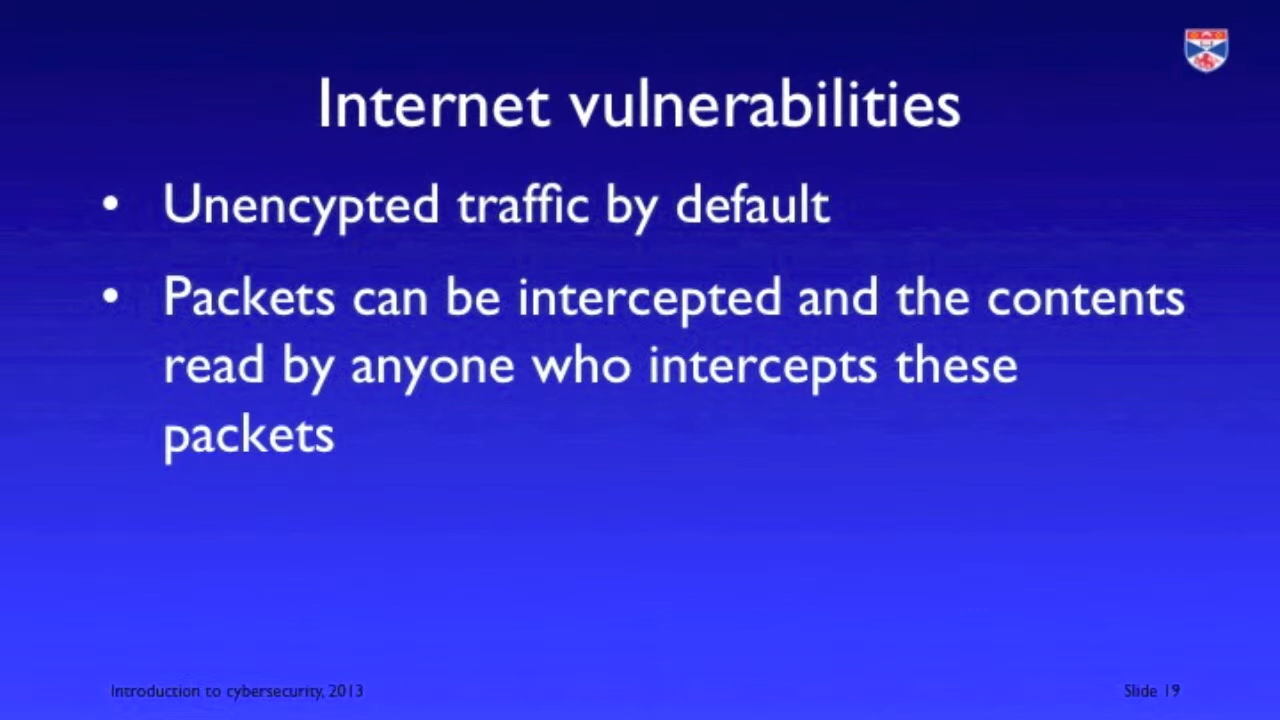 Internet vulnerabilities
• Unencypted traffic by default
• Packets can be intercepted and the contents
read by anyone who intercepts these
packets
Introduction to cybersecurity, 2013
Slide 19